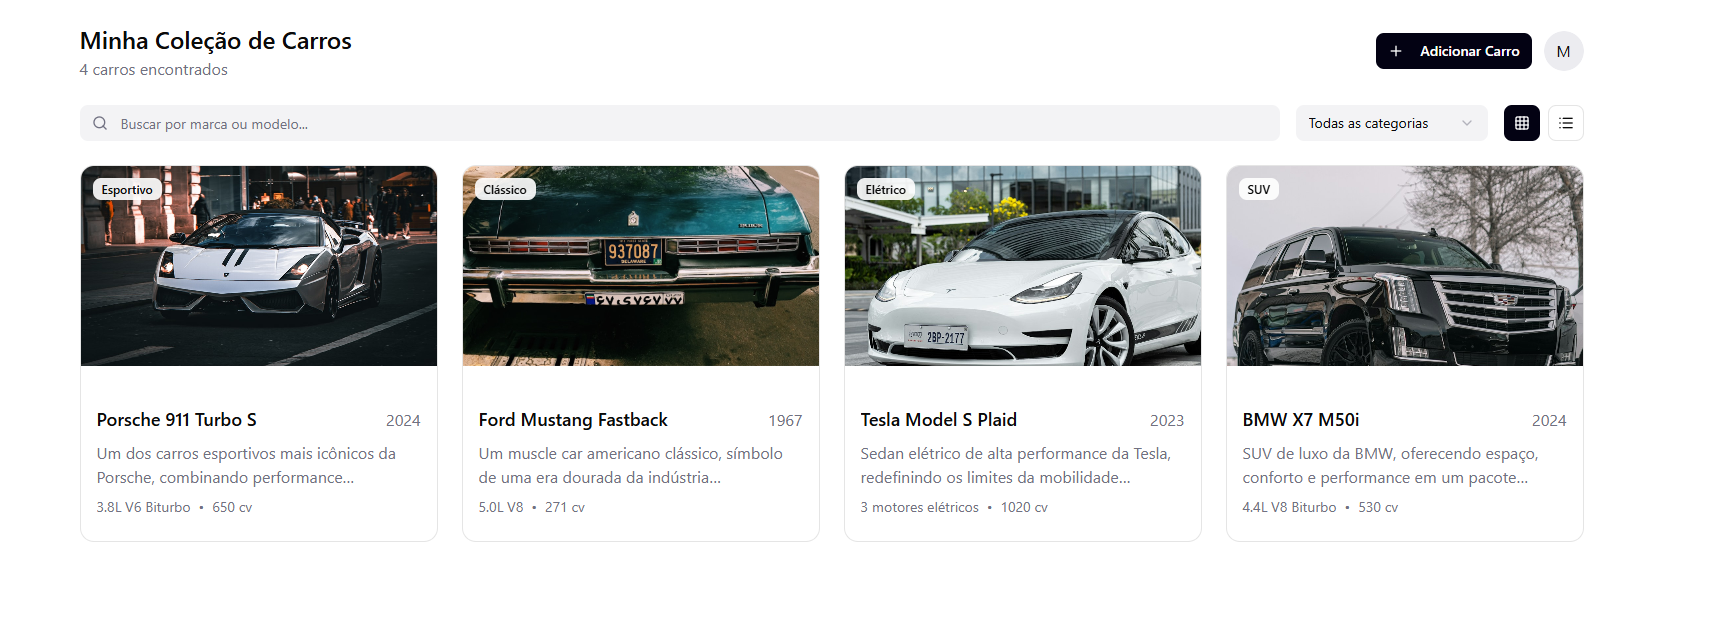 Minha Coleção de Carros
4 carros encontrados
Adicionar Carro
M
Buscar por marca ou modelo...
Todas as categorias
Esportivo
Clássico
Elétrico
SUV
937087
DELAWARE
2BP-2177
Porsche 911 Turbo S
2024
Um dos carros esportivos mais icônicos da
Porsche, combinando performance...
3.8L V6 Biturbo • 650 cv
Ford Mustang Fastback
1967
Um muscle car americano clássico, símbolo
de uma era dourada da indústria...
5.0L V8 • 271 cv
Tesla Model S Plaid
2023
Sedan elétrico de alta performance da Tesla,
redefinindo os limites da mobilidade...
3 motores elétricos • 1020 cv
BMW X7 M50i
2024
SUV de luxo da BMW, oferecendo espaço,
conforto e performance em um pacote...
4.4L V8 Biturbo • 530 cv